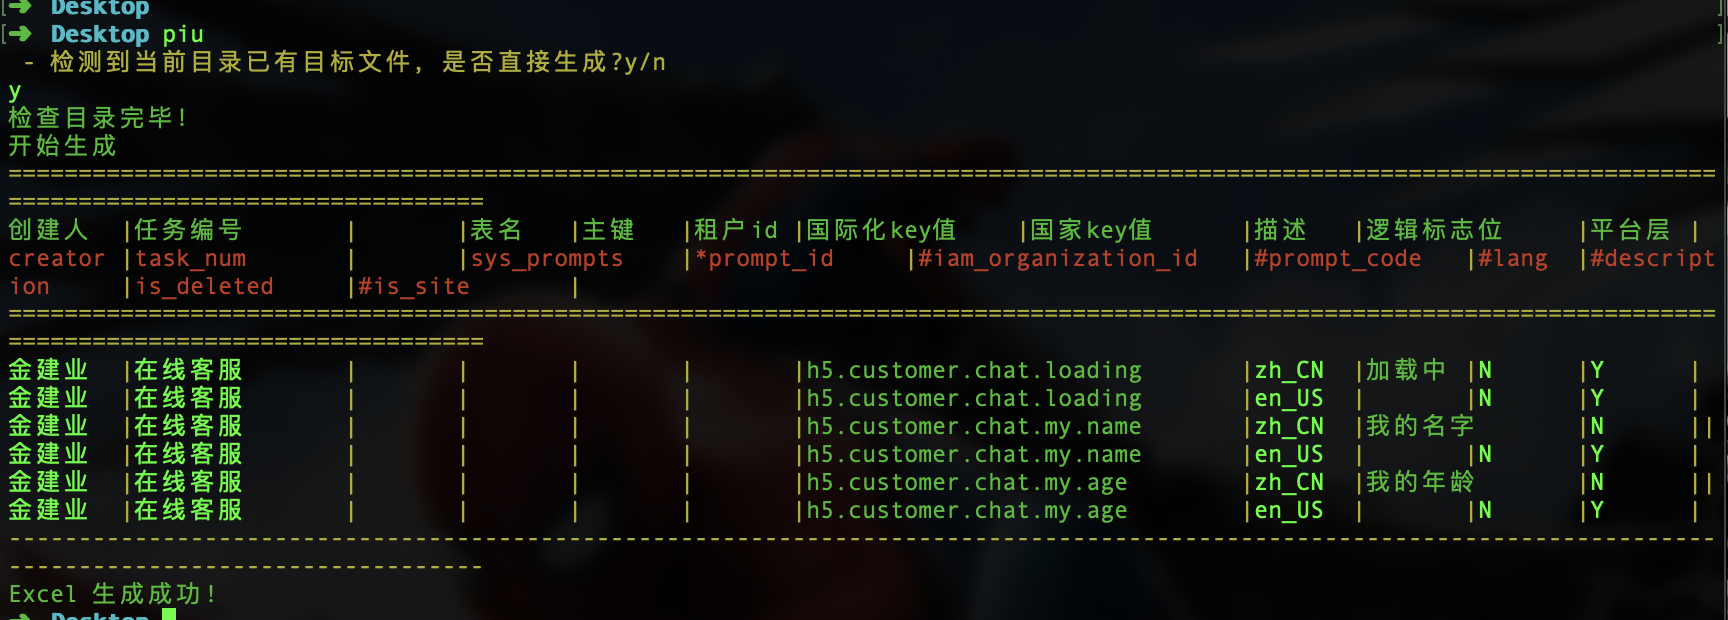 [➜ Desktop ]
[➜ Desktop piu ]
- 检测到当前目录已有目标文件, 是否直接生成?y/n
y
检查目录完毕!
开始生成
==========================================================================================================================
==================================
创建人 |任务编号 | |表名 |主键 |租户id |国际化key值 |国家key值 |描述 |逻辑标志位 |平台层 |
creator |task_num | |sys_prompts |*prompt_id |#iam_organization_id |#prompt_code |#lang |#descript
ion |is_deleted |#is_site |
==========================================================================================================================
==================================
金建业 |在线客服 | | | | |h5.customer.chat.loading |zh_CN |加载中 |N |Y |
金建业 |在线客服 | | | | |h5.customer.chat.loading |en_US | |N |Y |
金建业 |在线客服 | | | | |h5.customer.chat.my.name |zh_CN |我的名字 |N ||
金建业 |在线客服 | | | | |h5.customer.chat.my.name |en_US | |N |Y |
金建业 |在线客服 | | | | |h5.customer.chat.my.age |zh_CN |我的年龄 |N ||
金建业 |在线客服 | | | | |h5.customer.chat.my.age |en_US | |N |Y |
--------------------------------------------------------------------------------------------------------------------------
----------------------------------
Excel 生成成功!
➜ Desktop